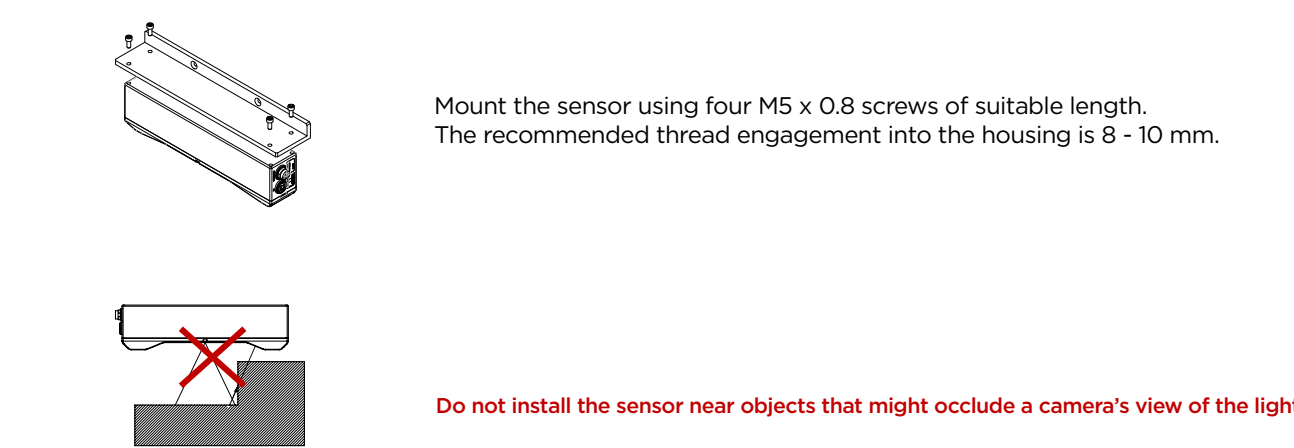 Mount the sensor using four M5 x 0.8 screws of suitable length.
The recommended thread engagement into the housing is 8 - 10 mm.
Do not install the sensor near objects that might occlude a camera’s view of the light